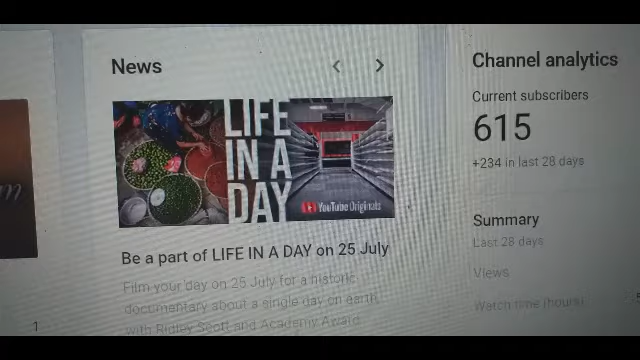 News
Channel analytics
Current subscribers
615
+234 in last 28 days
LIFE
IN A
DAY
YouTube Originals
Be a part of LIFE IN A DAY on 25 July
Film your day on 25 July for a historic
documentary about a single day on earth,
with Ridley Scott and Academy Award
Summary
Last 28 days
Views
Watch time (hours)
1